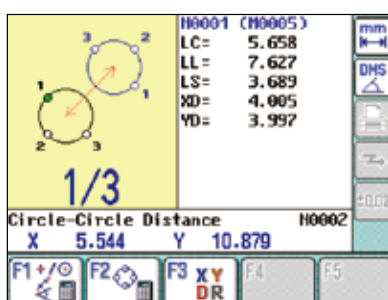 N0001 (M0005)
LC= 5.658
LL= 7.627
LS= 3.689
XD= 4.005
YD= 3.997
3 2
1
1
2 3
1/3
mm
DMS
±0.02
Circle-Circle Distance N0002
X 5.544 Y 10.879
F1 +/
F2
F3 XY
DR
F4
F5